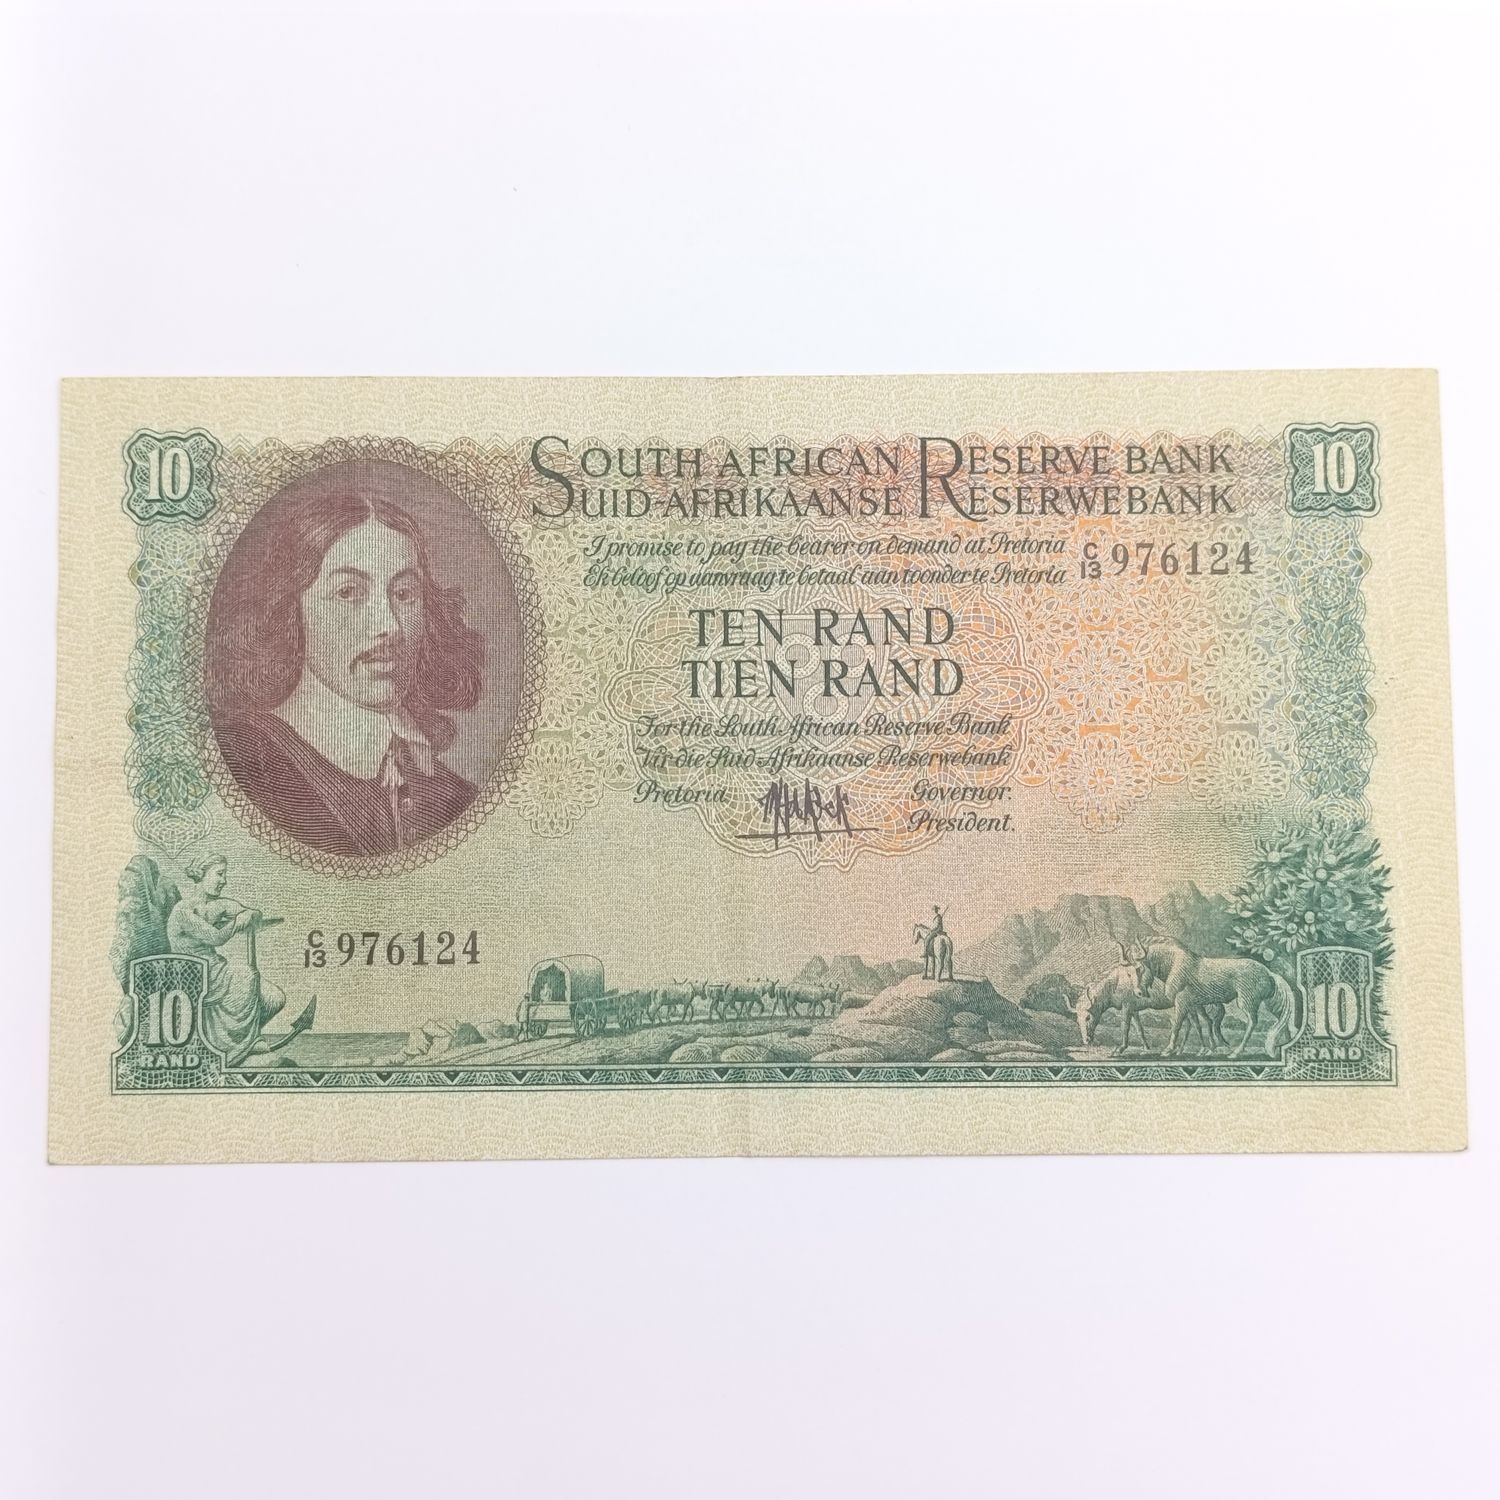 10
SOUTH AFRICAN RESERVE BANK
SUID-AFRIKAANSE RESERWEBANK
10
I promise to pay the bearer on demand at Pretoria
Ek beloof op aanvraag te betaal aan toonder te Pretoria
C/13 976124
TEN RAND
TIEN RAND
For the South African Reserve Bank
Vir die Suid-Afrikaanse Reserwebank
Pretoria
Governor.
President.
C/13 976124
10
RAND
10
RAND